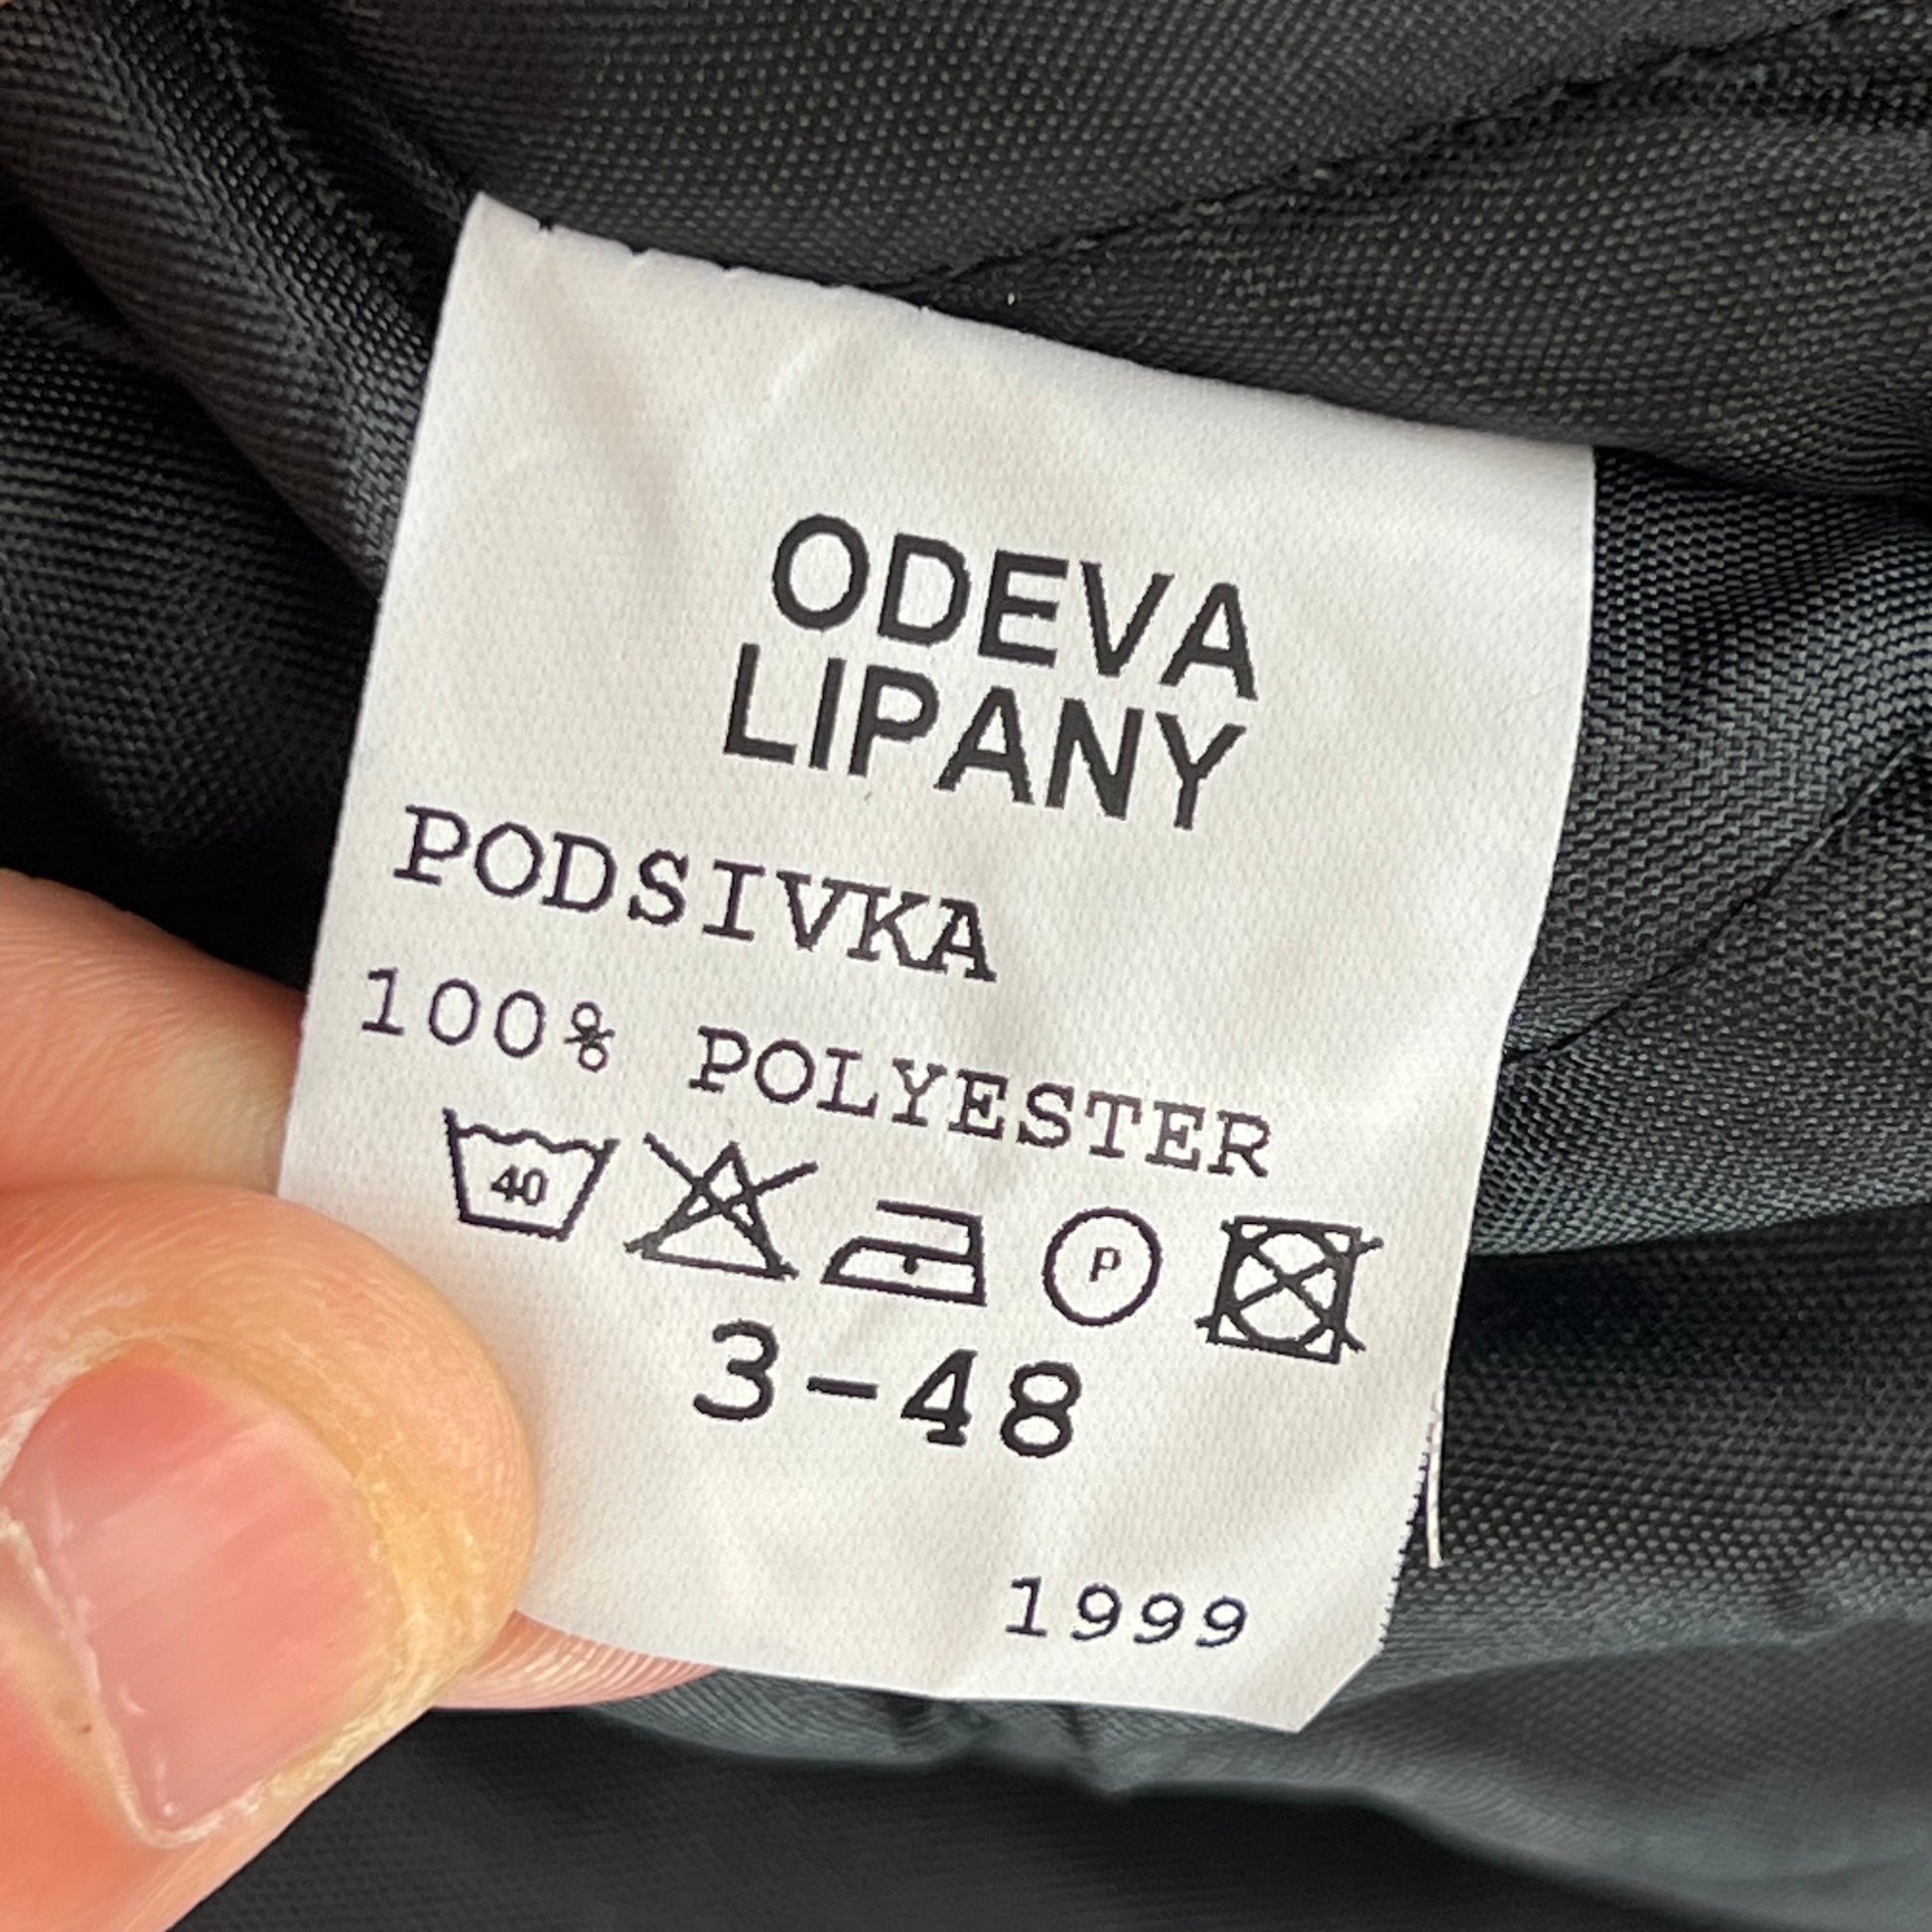 ODEVA
LIPANY
PODSIVKA
100% POLYESTER
40 P
3-48
1999